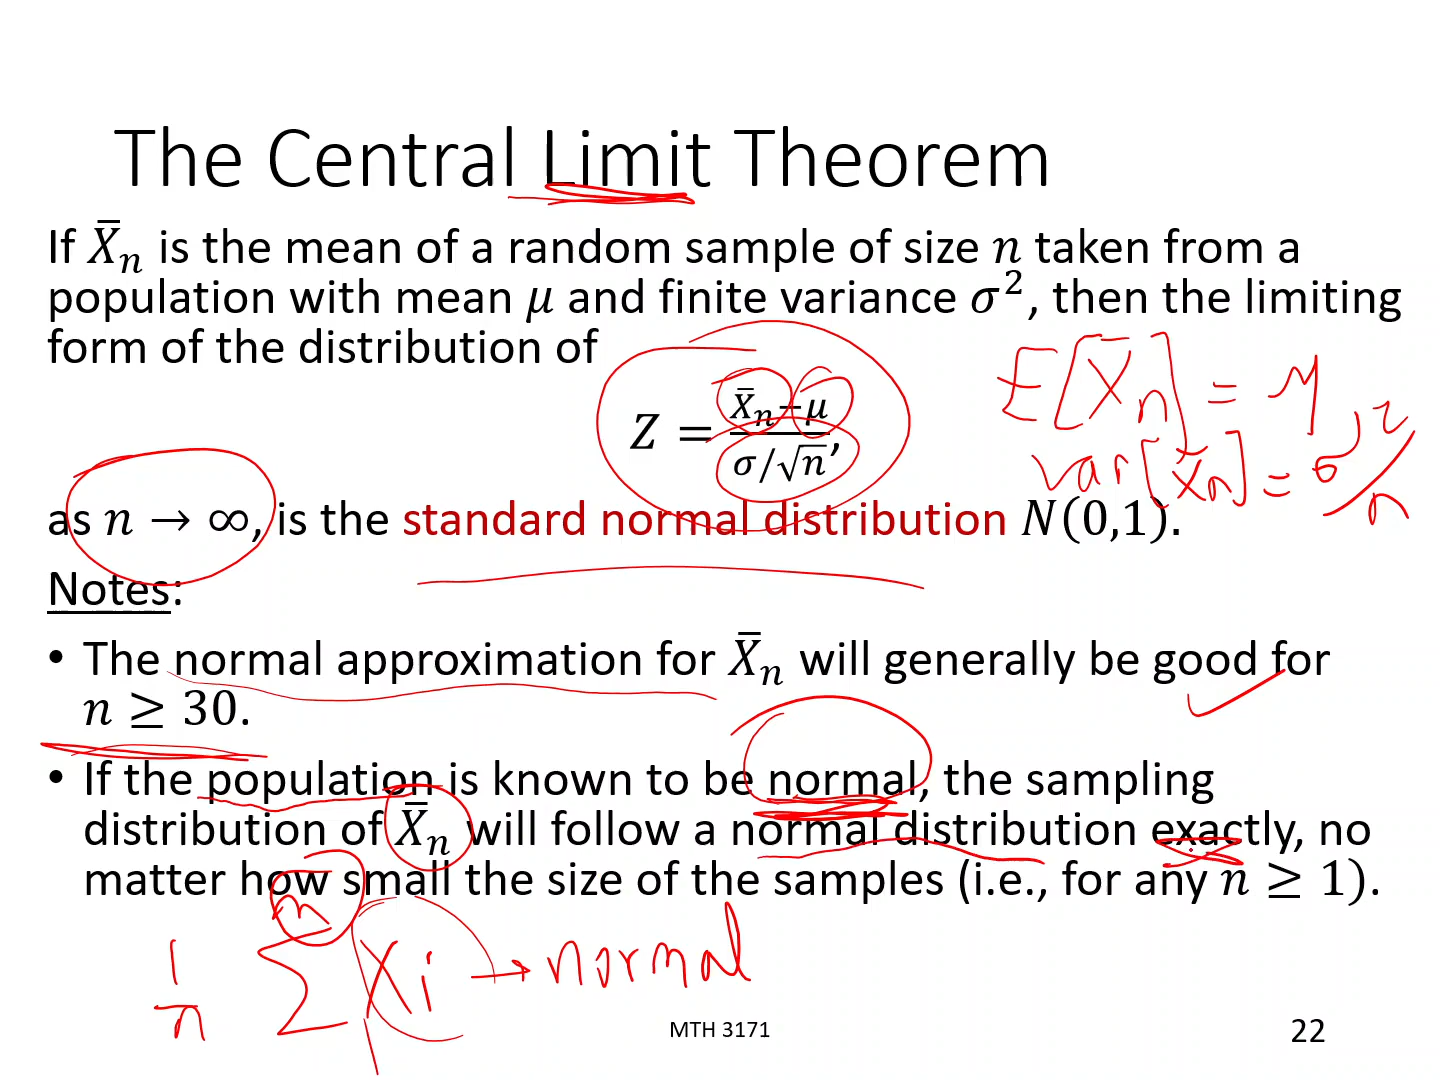 The Central Limit Theorem
If X̄ₙ is the mean of a random sample of size n taken from a
population with mean μ and finite variance σ², then the limiting
form of the distribution of
Z = (X̄ₙ−μ)/(σ/√n),
E[X̄ₙ] = μ
var[X̄ₙ] = σ²/n
as n → ∞, is the standard normal distribution N(0,1).
Notes:
• The normal approximation for X̄ₙ will generally be good for
n ≥ 30.
• If the population is known to be normal, the sampling
distribution of X̄ₙ will follow a normal distribution exactly, no
matter how small the size of the samples (i.e., for any n ≥ 1).
1/n ∑ⁿ Xi → normal
MTH 3171
22